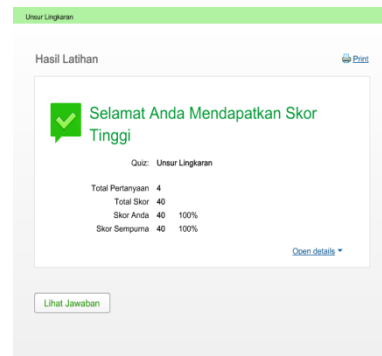 Unsur Lingkaran
Hasil Latihan
Print
Selamat Anda Mendapatkan Skor
Tinggi
Quiz: Unsur Lingkaran
Total Pertanyaan 4
Total Skor 40
Skor Anda 40 100%
Skor Sempurna 40 100%
Open details
Lihat Jawaban